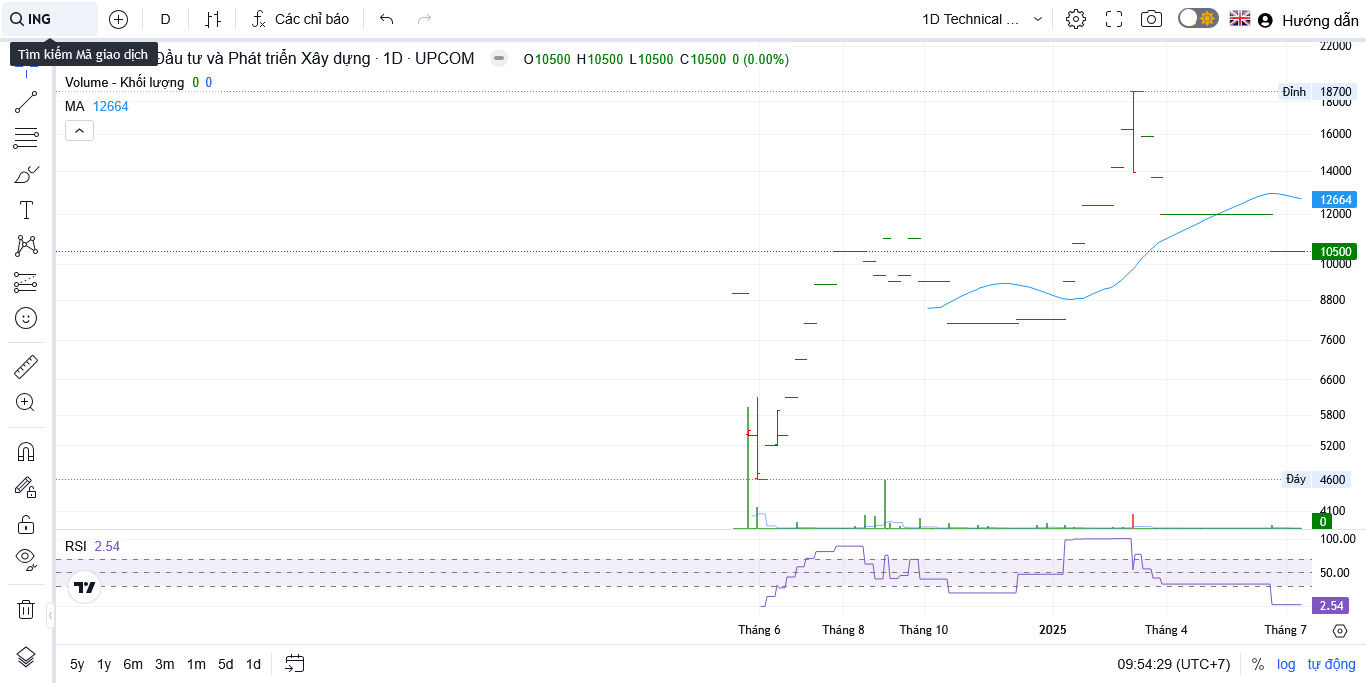 ING
D
Các chỉ báo
1D Technical ...
Hướng dẫn
Tìm kiếm Mã giao dịch
Đầu tư và Phát triển Xây dựng · 1D · UPCOM
O10500 H10500 L10500 C10500 0 (0.00%)
Volume - Khối lượng 0 0
MA 12664
22000
Đỉnh 18700
18000
16000
14000
12664
12000
10500
10000
8800
7600
6600
5800
5200
Đáy 4600
4100
0
RSI 2.54
100.00
50.00
2.54
Tháng 6 Tháng 8 Tháng 10 2025 Tháng 4 Tháng 7
5y 1y 6m 3m 1m 5d 1d
09:54:29 (UTC+7) % log tự động